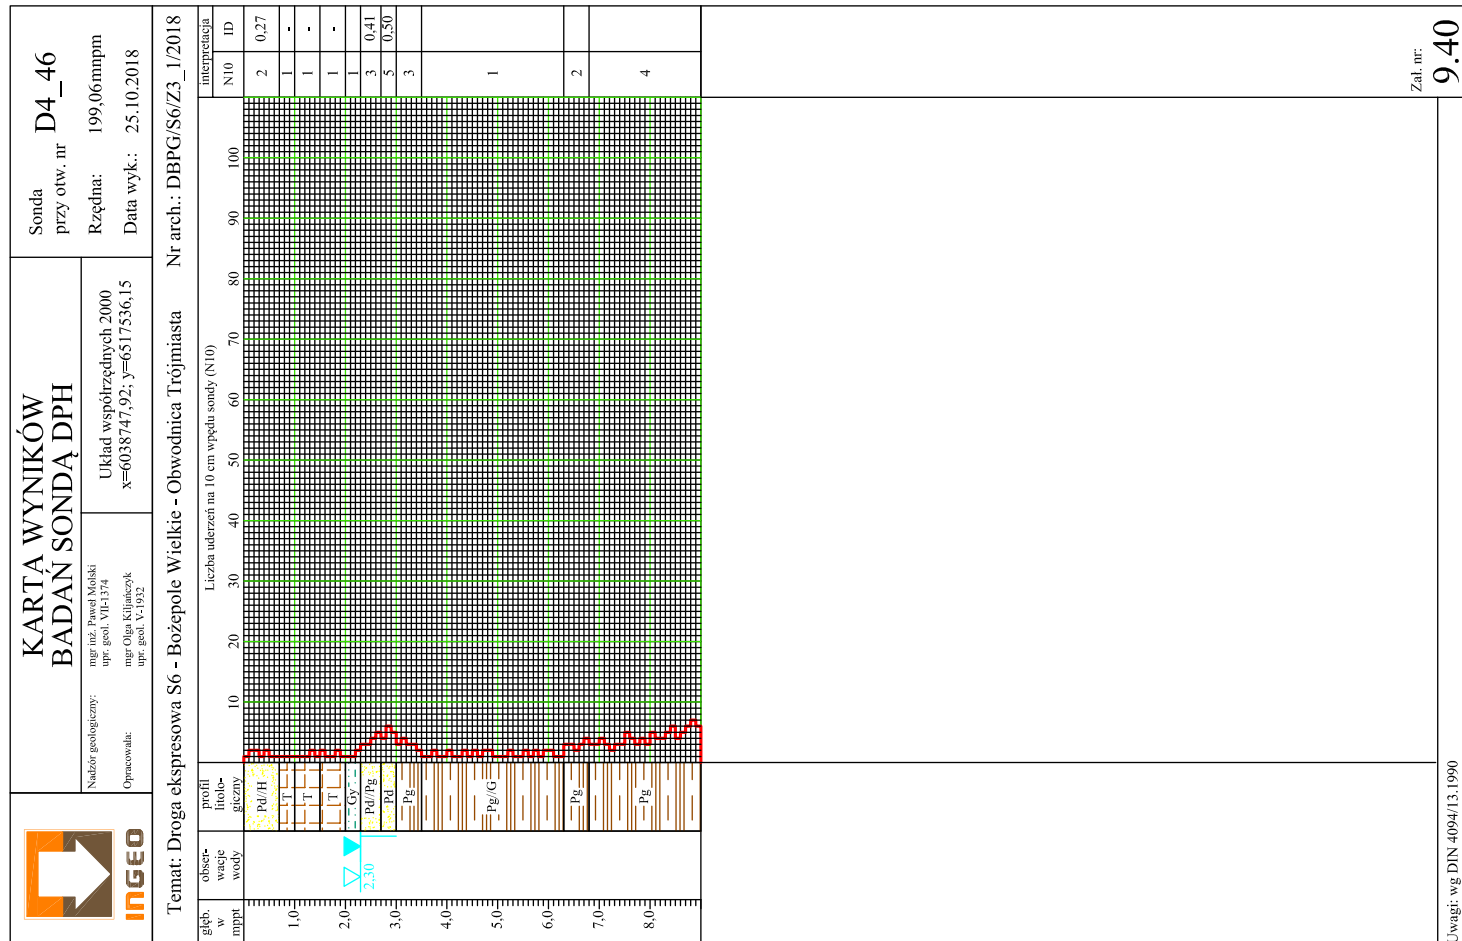 INGEO
KARTA WYNIKÓW
BADAŃ SONDĄ DPH
Nadzór geologiczny:
mgr inż. Paweł Molski
upr. geol. VII-1374
Opracowała:
mgr Olga Kiljańczyk
upr. geol. V-1932
Układ współrzędnych 2000
x=6038747,92; y=6517536,15
Sonda
przy otw. nr D4_46
Rzędna: 199,06mnpm
Data wyk.: 25.10.2018
Temat: Droga ekspresowa S6 - Bożepole Wielkie - Obwodnica Trójmiasta
Nr arch.: DBPG/S6/Z3_1/2018
głęb.
w
mppt
obser-
wacje
wody
profil
litolo-
giczny
Liczba uderzeń na 10 cm wpędu sondy (N10)
10 20 30 40 50 60 70 80 90 100
interpretacja
N10 ID
1,0
2,0
3,0
4,0
5,0
6,0
7,0
8,0
2,30
Pd//H 2 0,27
T 1 -
T 1 -
T 1 -
Gy 1
Pd//Pg 3 0,41
Pd 5 0,50
Pg 3
Pg//G 1
Pg 2
Pg 4
Zał. nr:
9.40
Uwagi: wg DIN 4094/13.1990